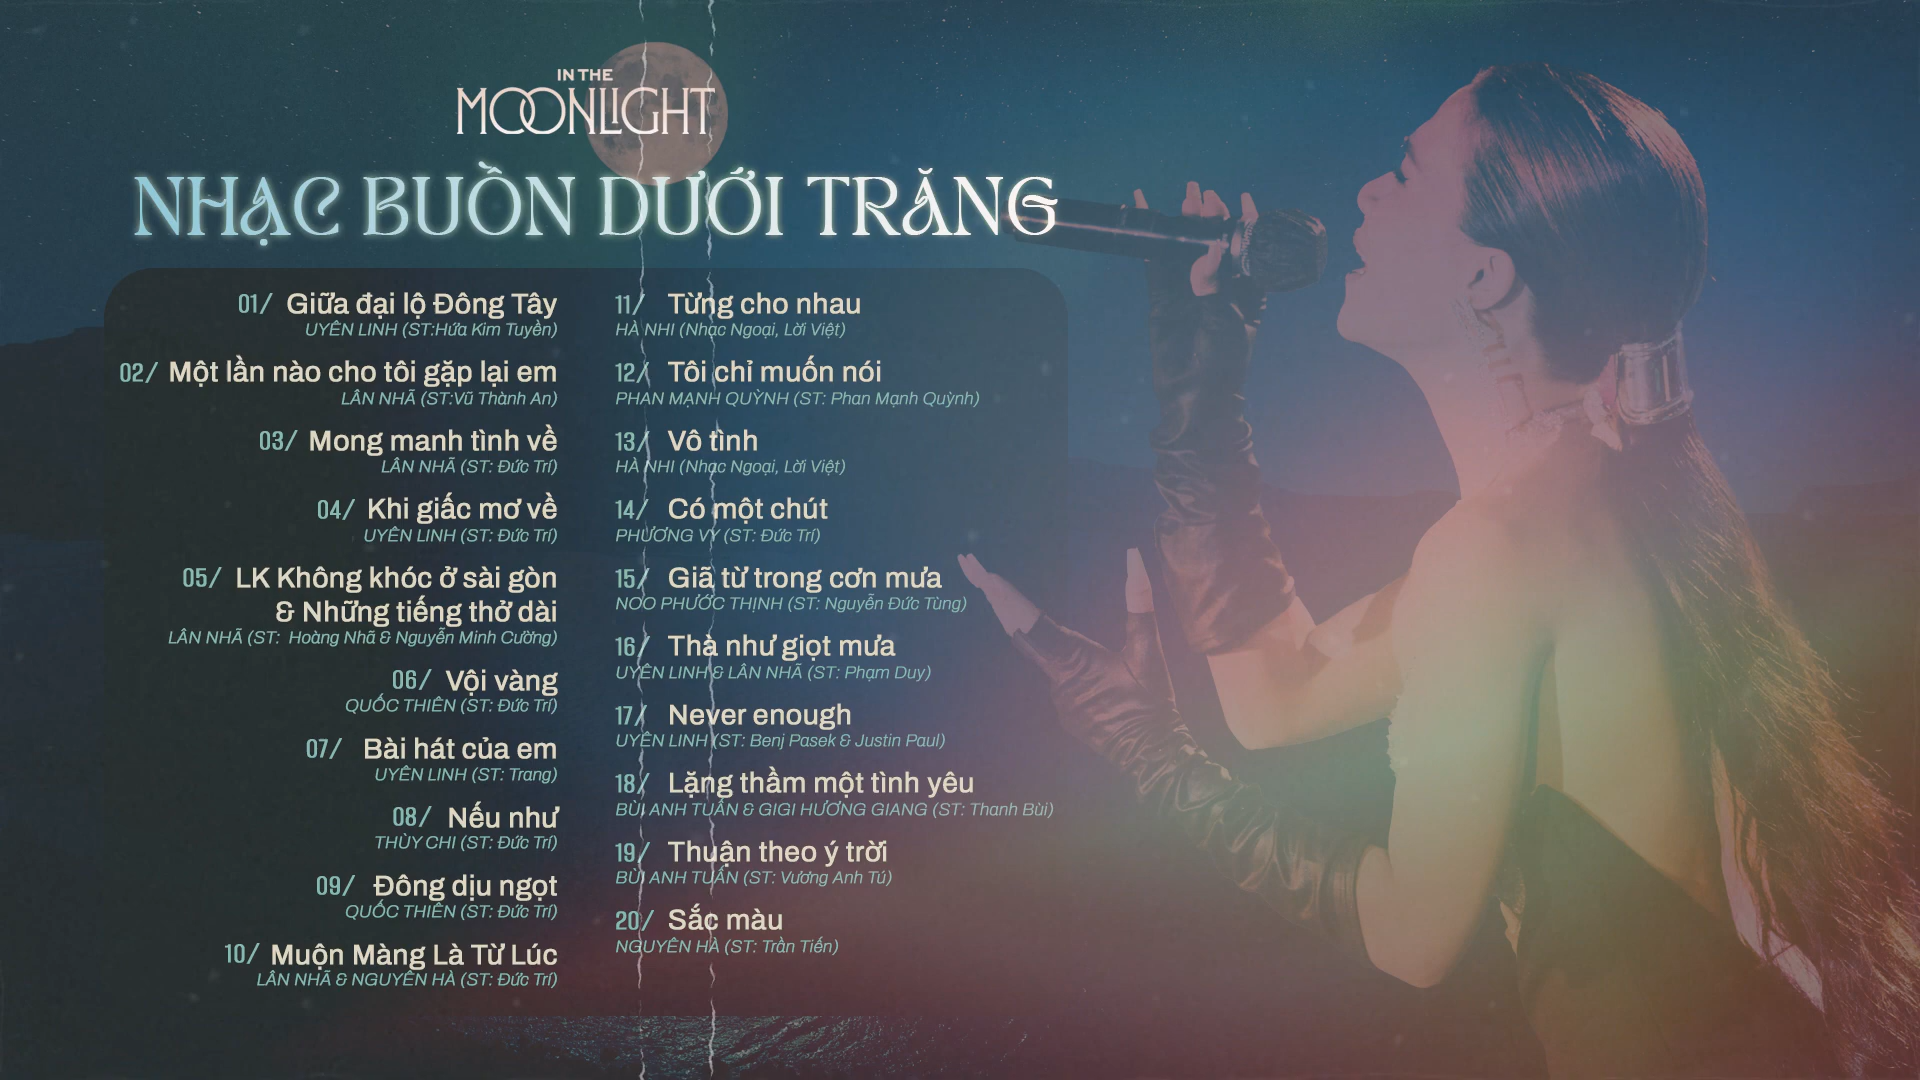 IN THE
MOONLIGHT
NHẠC BUỒN DƯỚI TRĂNG
01/ Giữa đại lộ Đông Tây
UYÊN LINH (ST:Hứa Kim Tuyền)
02/ Một lần nào cho tôi gặp lại em
LÂN NHÃ (ST:Vũ Thành An)
03/ Mong manh tình về
LÂN NHÃ (ST: Đức Trí)
04/ Khi giấc mơ về
UYÊN LINH (ST: Đức Trí)
05/ LK Không khóc ở sài gòn
& Những tiếng thở dài
LÂN NHÃ (ST: Hoàng Nhã & Nguyễn Minh Cường)
06/ Vội vàng
QUỐC THIÊN (ST: Đức Trí)
07/ Bài hát của em
UYÊN LINH (ST: Trang)
08/ Nếu như
THÙY CHI (ST: Đức Trí)
09/ Đông dịu ngọt
QUỐC THIÊN (ST: Đức Trí)
10/ Muộn Màng Là Từ Lúc
LÂN NHÃ & NGUYÊN HÀ (ST: Đức Trí)
11/ Từng cho nhau
HÀ NHI (Nhạc Ngoại, Lời Việt)
12/ Tôi chỉ muốn nói
PHAN MẠNH QUỲNH (ST: Phan Mạnh Quỳnh)
13/ Vô tình
HÀ NHI (Nhạc Ngoại, Lời Việt)
14/ Có một chút
PHƯƠNG VY (ST: Đức Trí)
15/ Giã từ trong cơn mưa
NOO PHƯỚC THỊNH (ST: Nguyễn Đức Tùng)
16/ Thà như giọt mưa
UYÊN LINH & LÂN NHÃ (ST: Phạm Duy)
17/ Never enough
UYÊN LINH (ST: Benj Pasek & Justin Paul)
18/ Lặng thầm một tình yêu
BÙI ANH TUẤN & GIGI HƯƠNG GIANG (ST: Thanh Bùi)
19/ Thuận theo ý trời
BÙI ANH TUẤN (ST: Vương Anh Tú)
20/ Sắc màu
NGUYÊN HÀ (ST: Trần Tiến)